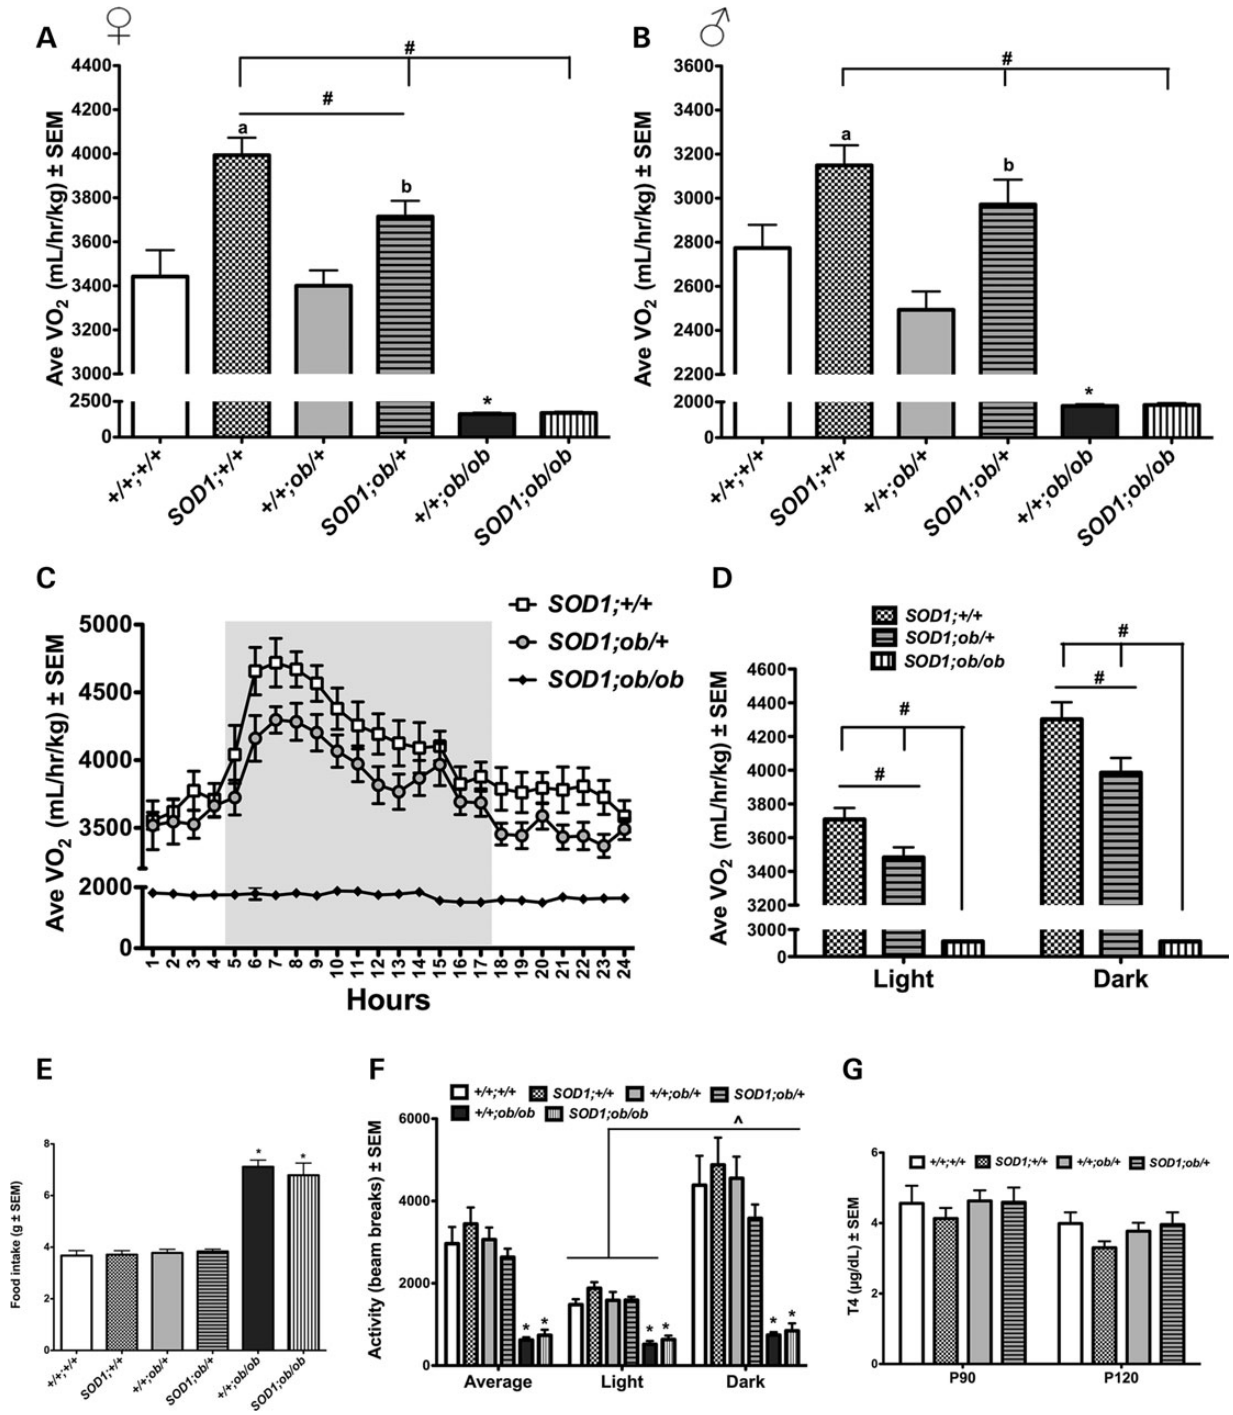 A ♀
Ave VO2 (mL/hr/kg) ± SEM
4400
4200
4000
3800
3600
3400
3200
3000
2500
0
#
#
a
b
*
+/+;+/+
SOD1;+/+
+/+;ob/+
SOD1;ob/+
+/+;ob/ob
SOD1;ob/ob
B ♂
Ave VO2 (mL/hr/kg) ± SEM
3600
3400
3200
3000
2800
2600
2400
2200
2000
0
#
a
b
*
+/+;+/+
SOD1;+/+
+/+;ob/+
SOD1;ob/+
+/+;ob/ob
SOD1;ob/ob
C
SOD1;+/+
SOD1;ob/+
SOD1;ob/ob
Ave VO2 (mL/hr/kg) ± SEM
5000
4500
4000
3500
2000
0
1 2 3 4 5 6 7 8 9 10 11 12 13 14 15 16 17 18 19 20 21 22 23 24
Hours
D
SOD1;+/+
SOD1;ob/+
SOD1;ob/ob
Ave VO2 (mL/hr/kg) ± SEM
4600
4400
4200
4000
3800
3600
3400
3200
3000
0
#
#
#
#
Light Dark
E
Food intake (g ± SEM)
8
6
4
2
0
* *
+/+;+/+
SOD1;+/+
+/+;ob/+
SOD1;ob/+
+/+;ob/ob
SOD1;ob/ob
F
+/+;+/+ SOD1;+/+ +/+;ob/+ SOD1;ob/+
+/+;ob/ob SOD1;ob/ob
Activity (beam breaks) ± SEM
6000
4000
2000
0
^
* * * * * *
Average Light Dark
G
+/+;+/+ SOD1;+/+ +/+;ob/+ SOD1;ob/+
T4 (µg/dL) ± SEM
6
4
2
0
P90 P120